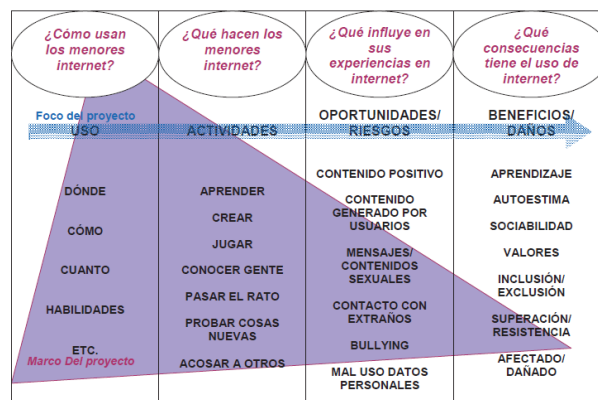 ¿Cómo usan
los menores
internet?
¿Qué hacen los
menores
internet?
¿Qué influye en
sus
experiencias en
internet?
¿Qué
consecuencias
tiene el uso de
internet?
Foco del proyecto
USO
ACTIVIDADES
OPORTUNIDADES/
RIESGOS
BENEFICIOS/
DAÑOS
DÓNDE
CÓMO
CUANTO
HABILIDADES
ETC.
Marco Del proyecto
APRENDER
CREAR
JUGAR
CONOCER GENTE
PASAR EL RATO
PROBAR COSAS
NUEVAS
ACOSAR A OTROS
CONTENIDO POSITIVO
CONTENIDO
GENERADO POR
USUARIOS
MENSAJES/
CONTENIDOS
SEXUALES
CONTACTO CON
EXTRAÑOS
BULLYING
MAL USO DATOS
PERSONALES
APRENDIZAJE
AUTOESTIMA
SOCIABILIDAD
VALORES
INCLUSIÓN/
EXCLUSIÓN
SUPERACIÓN/
RESISTENCIA
AFECTADO/
DAÑADO